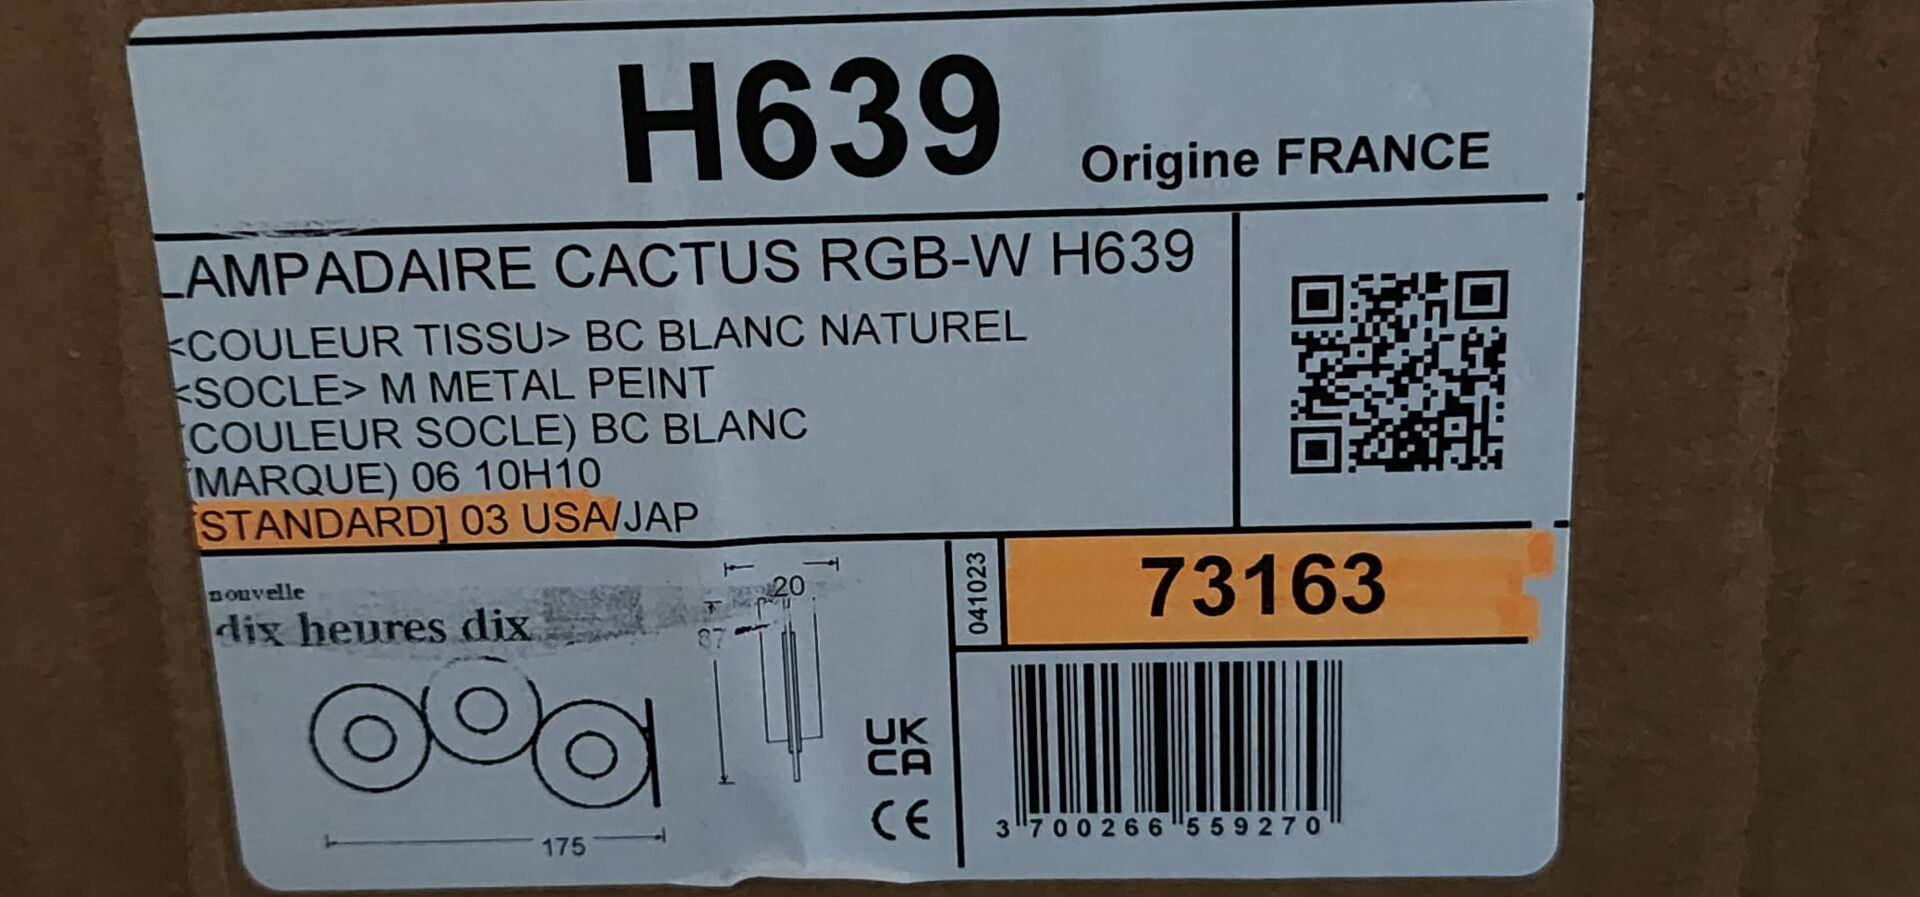 H639
Origine FRANCE
LAMPADAIRE CACTUS RGB-W H639
<COULEUR TISSU> BC BLANC NATUREL
<SOCLE> M METAL PEINT
(COULEUR SOCLE) BC BLANC
(MARQUE) 06 10H10
[STANDARD] 03 USA/JAP
nouvelle
dix heures dix
20
87
175
UK
CA
CE
041023
73163
3 700266 559270